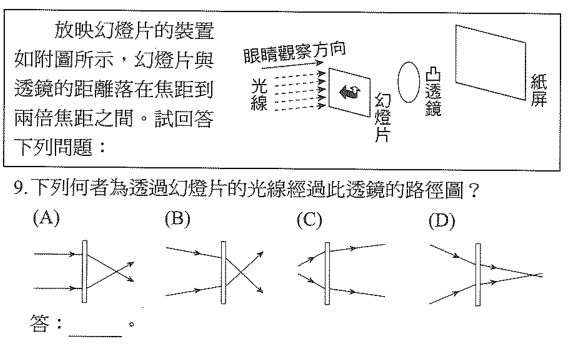 放映幻燈片的裝置
如附圖所示，幻燈片與
透鏡的距離落在焦距到
兩倍焦距之間。試回答
下列問題：
眼睛觀察方向
光線
幻燈片
凸透鏡
紙屏
9.下列何者為透過幻燈片的光線經過此透鏡的路徑圖？
(A) (B) (C) (D)
答：______。